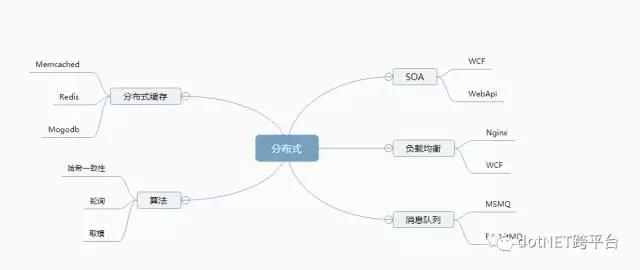 Memcached
Redis
Mogodb
分布式缓存
哈希一致性
轮询
取模
算法
分布式
SOA
WCF
WebApi
负载均衡
Nginx
WCF
消息队列
MSMQ
dotNET跨平台